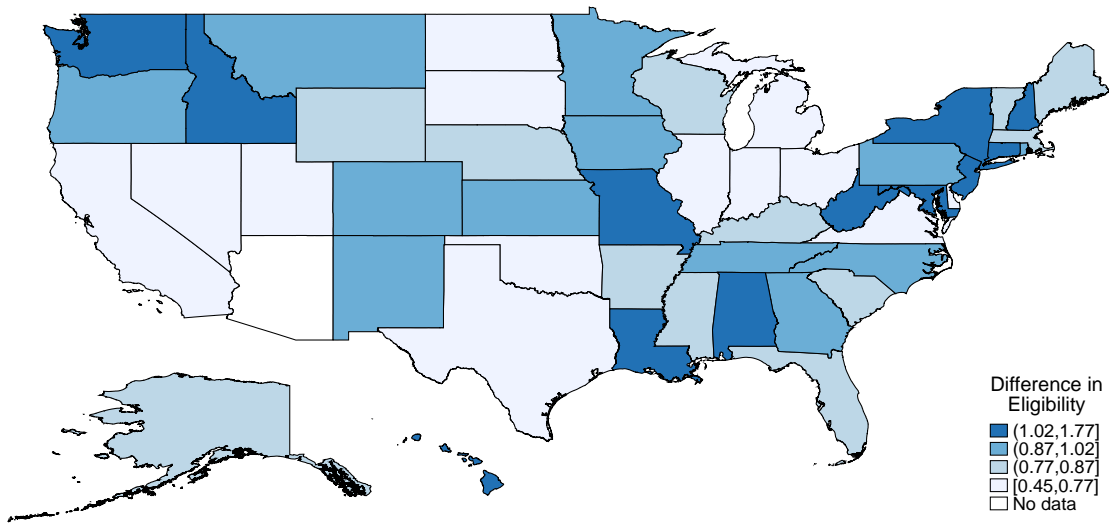 Difference in
Eligibility
(1.02,1.77]
(0.87,1.02]
(0.77,0.87]
[0.45,0.77]
No data